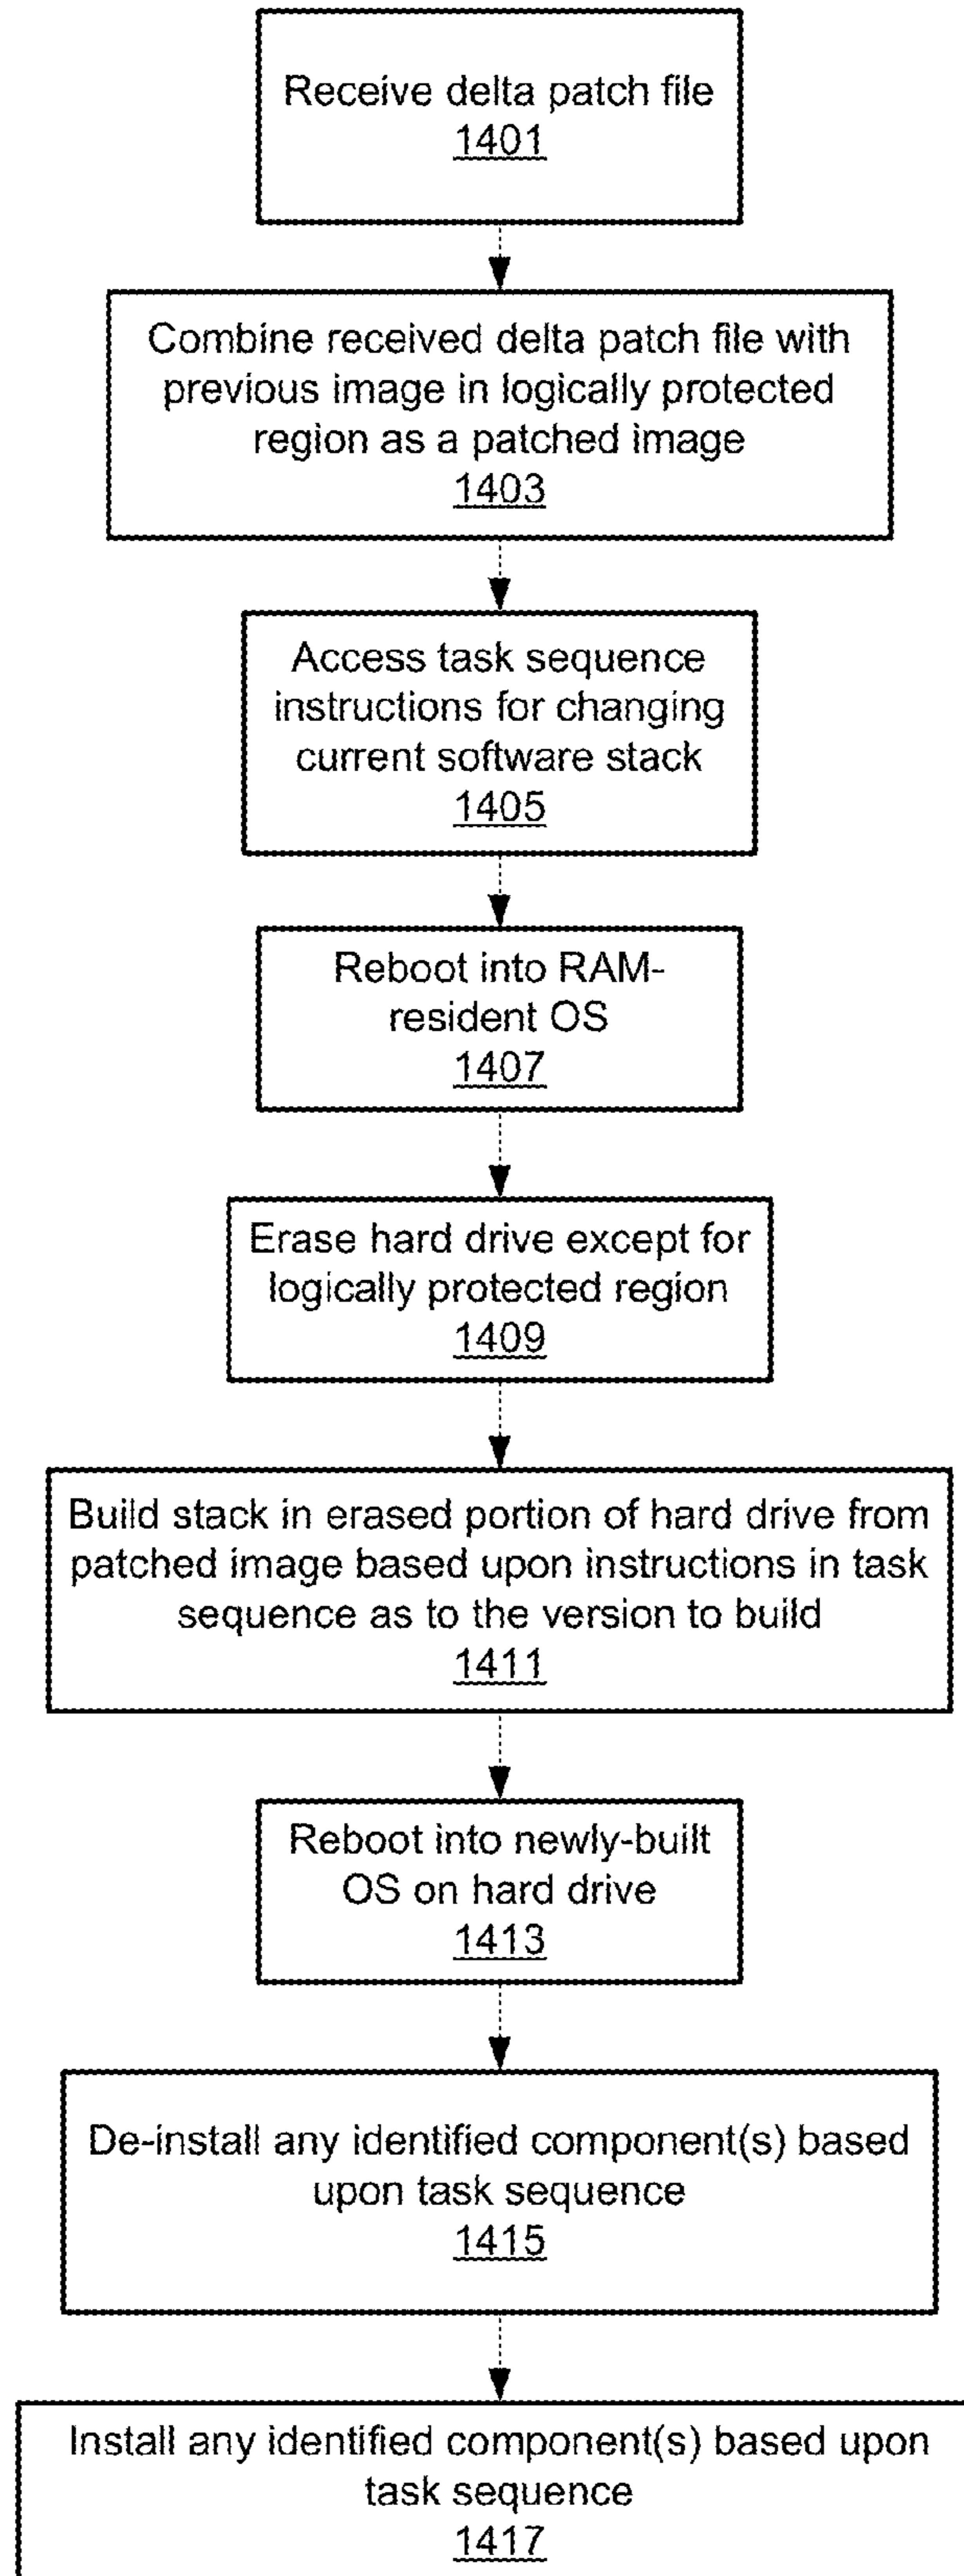 Receive delta patch file
1401
Combine received delta patch file with
previous image in logically protected
region as a patched image
1403
Access task sequence
instructions for changing
current software stack
1405
Reboot into RAM-
resident OS
1407
Erase hard drive except for
logically protected region
1409
Build stack in erased portion of hard drive from
patched image based upon instructions in task
sequence as to the version to build
1411
Reboot into newly-built
OS on hard drive
1413
De-install any identified component(s) based
upon task sequence
1415
Install any identified component(s) based upon
task sequence
1417